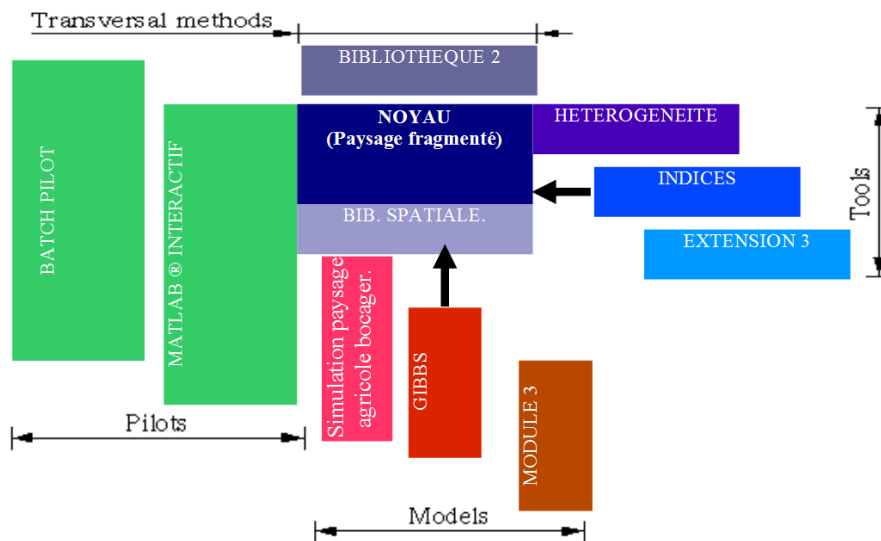 Transversal methods
BIBLIOTHEQUE 2
NOYAU
(Paysage fragmenté)
HETEROGENEITE
INDICES
EXTENSION 3
Tools
BIB. SPATIALE.
BATCH PILOT
MATLAB ® INTERACTIF
Simulation paysage
agricole bocager.
GIBBS
MODULE 3
Pilots
Models